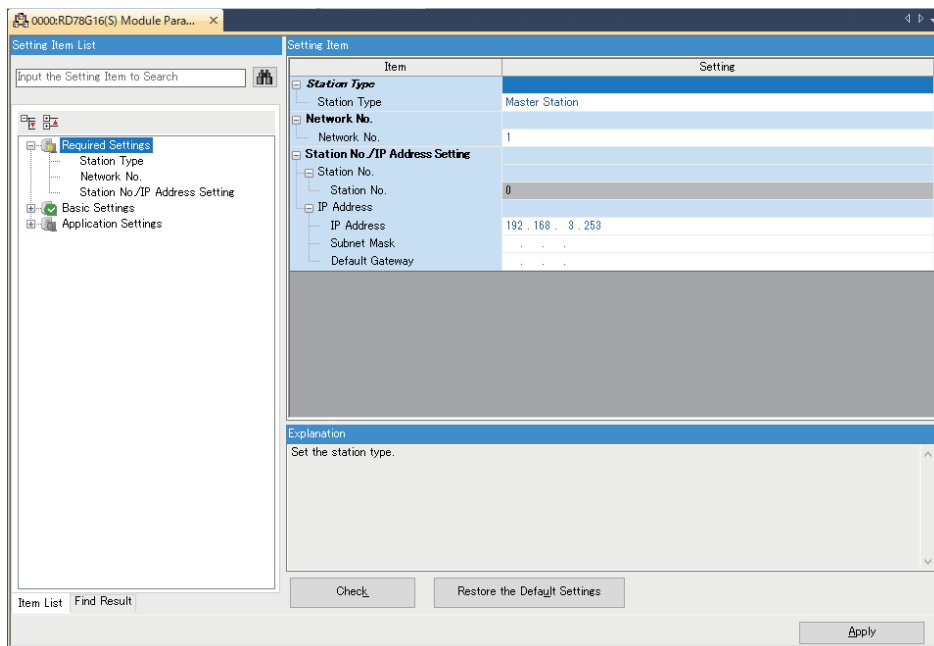 0000:RD78G16(S) Module Para...
Setting Item List
Input the Setting Item to Search
Required Settings
Station Type
Network No.
Station No./IP Address Setting
Basic Settings
Application Settings
Item List
Find Result
Setting Item
Item Setting
Station Type
Station Type Master Station
Network No.
Network No. 1
Station No./IP Address Setting
Station No.
Station No. 0
IP Address
IP Address 192 . 168 . 3 . 253
Subnet Mask . . .
Default Gateway . . .
Explanation
Set the station type.
Check
Restore the Default Settings
Apply